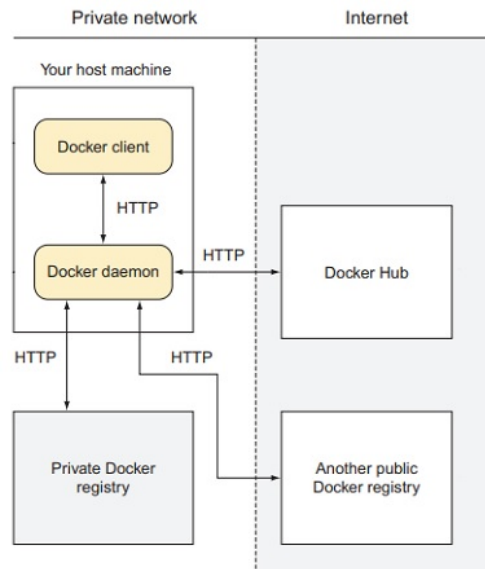 Private network
Internet
Your host machine
Docker client
HTTP
Docker daemon
HTTP
Docker Hub
HTTP
HTTP
Private Docker
registry
Another public
Docker registry